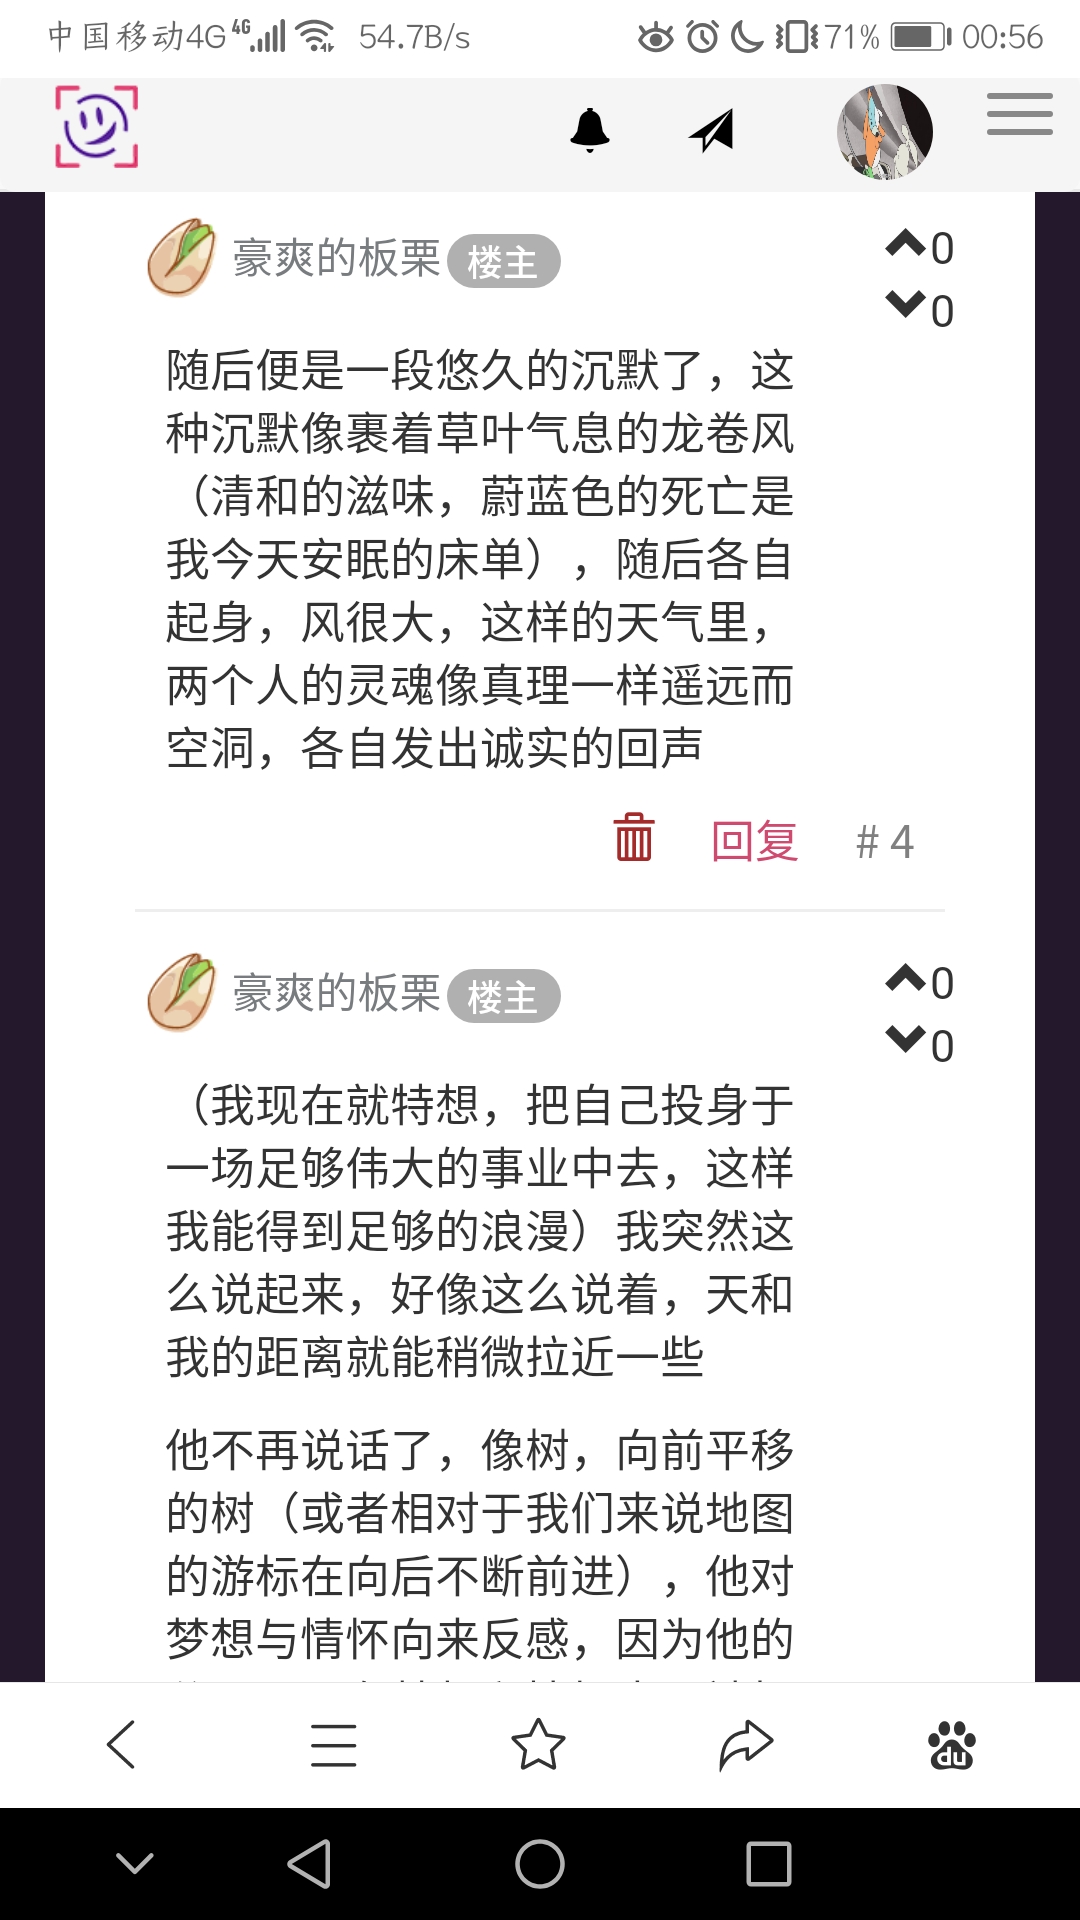 中国移动4G 4G 54.7B/s 71% 00:56
豪爽的板栗 楼主 0
0
随后便是一段悠久的沉默了，这
种沉默像裹着草叶气息的龙卷风
（清和的滋味，蔚蓝色的死亡是
我今天安眠的床单），随后各自
起身，风很大，这样的天气里，
两个人的灵魂像真理一样遥远而
空洞，各自发出诚实的回声
回复 # 4
豪爽的板栗 楼主 0
0
（我现在就特想，把自己投身于
一场足够伟大的事业中去，这样
我能得到足够的浪漫）我突然这
么说起来，好像这么说着，天和
我的距离就能稍微拉近一些
他不再说话了，像树，向前平移
的树（或者相对于我们来说地图
的游标在向后不断前进），他对
梦想与情怀向来反感，因为他的
du